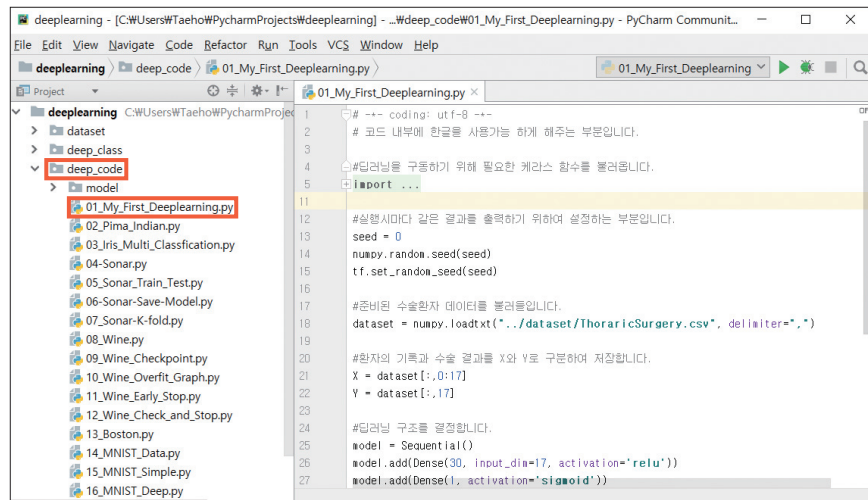 deeplearning - [C:₩Users₩Taeho₩PycharmProjects₩deeplearning] - ...₩deep_code₩01_My_First_Deeplearning.py - PyCharm Communit...
File Edit View Navigate Code Refactor Run Tools VCS Window Help
deeplearning deep_code 01_My_First_Deeplearning.py 01_My_First_Deeplearning
Project
deeplearning C:₩Users₩Taeho₩PycharmProjec
dataset
deep_class
deep_code
model
01_My_First_Deeplearning.py
02_Pima_Indian.py
03_Iris_Multi_Classfication.py
04-Sonar.py
05_Sonar_Train_Test.py
06-Sonar-Save-Model.py
07_Sonar-K-fold.py
08_Wine.py
09_Wine_Checkpoint.py
10_Wine_Overfit_Graph.py
11_Wine_Early_Stop.py
12_Wine_Check_and_Stop.py
13_Boston.py
14_MNIST_Data.py
15_MNIST_Simple.py
16_MNIST_Deep.py
01_My_First_Deeplearning.py
1 # -*- coding: utf-8 -*-
2 # 코드 내부에 한글을 사용가능 하게 해주는 부분입니다.
3
4 #딥러닝을 구동하기 위해 필요한 케라스 함수를 불러옵니다.
5 import ...
11
12 #실행시마다 같은 결과를 출력하기 위하여 설정하는 부분입니다.
13 seed = 0
14 numpy.random.seed(seed)
15 tf.set_random_seed(seed)
16
17 #준비된 수술환자 데이터를 불러들입니다.
18 dataset = numpy.loadtxt("../dataset/ThoraricSurgery.csv", delimiter=",")
19
20 #환자의 기록과 수술 결과를 X와 Y로 구분하여 저장합니다.
21 X = dataset[:,0:17]
22 Y = dataset[:,17]
23
24 #딥러닝 구조를 결정합니다.
25 model = Sequential()
26 model.add(Dense(30, input_dim=17, activation='relu'))
27 model.add(Dense(1, activation='sigmoid'))